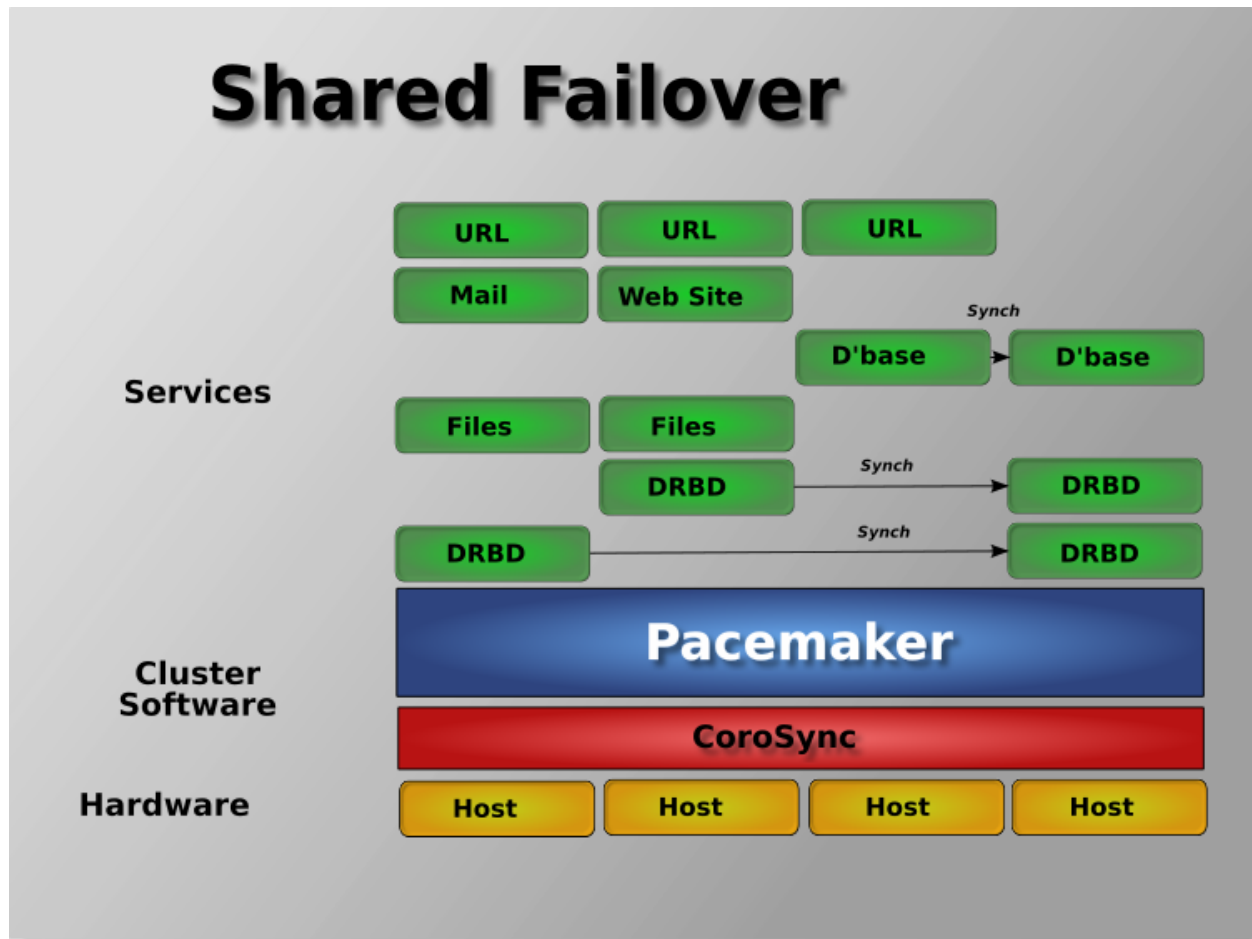 Shared Failover
URL URL URL
Mail Web Site
Synch
D'base D'base
Services
Files Files
Synch
DRBD DRBD
Synch
DRBD DRBD
Pacemaker
Cluster
Software
CoroSync
Hardware Host Host Host Host